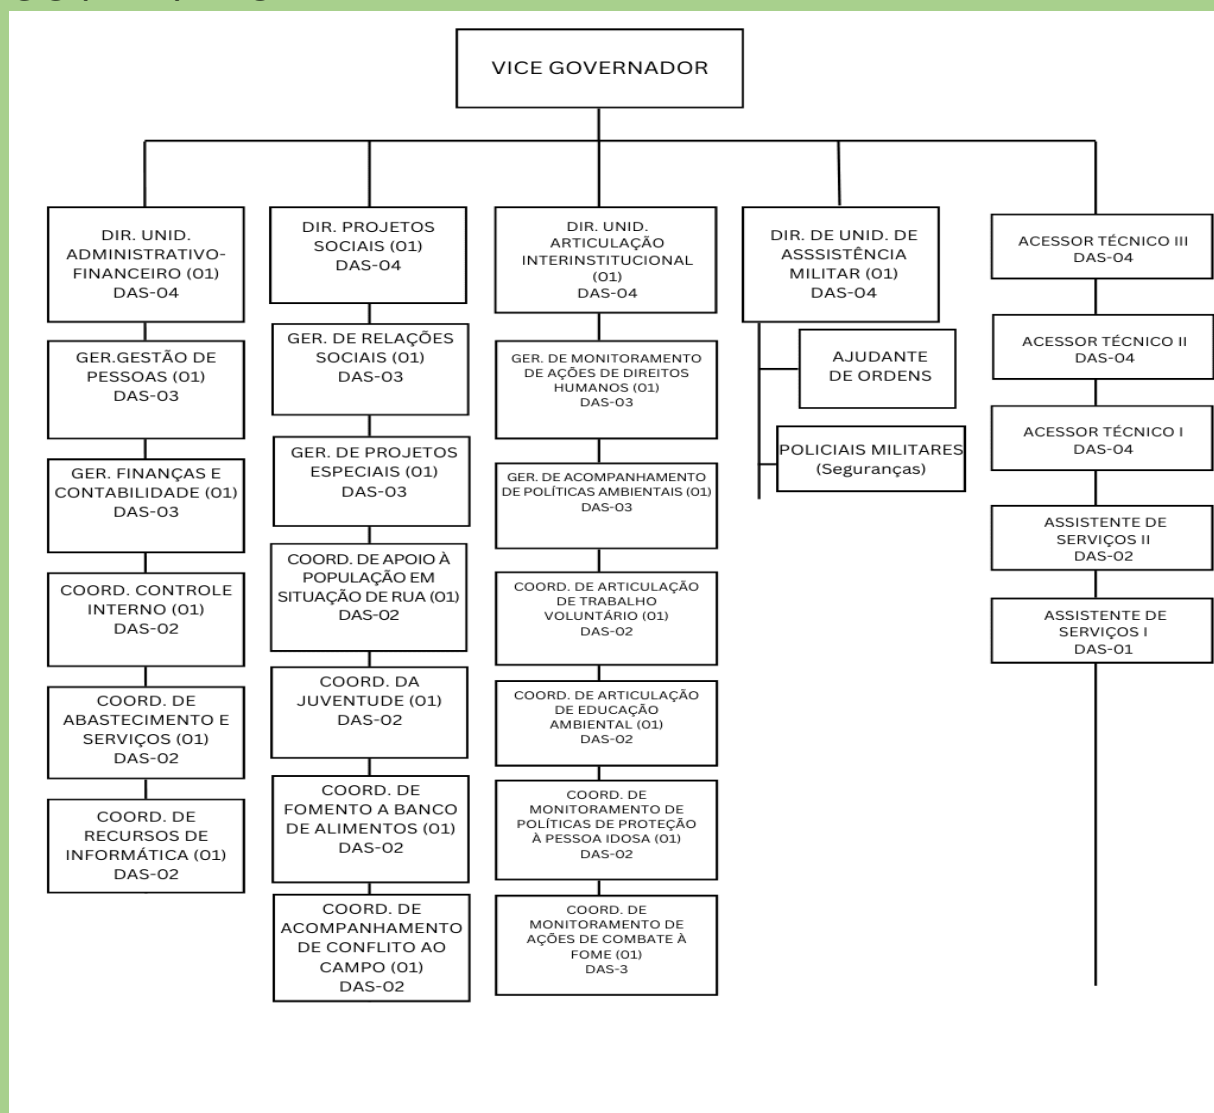 VICE GOVERNADOR
DIR. UNID.
ADMINISTRATIVO-
FINANCEIRO (01)
DAS-04
GER.GESTÃO DE
PESSOAS (01)
DAS-03
GER. FINANÇAS E
CONTABILIDADE (01)
DAS-03
COORD. CONTROLE
INTERNO (01)
DAS-02
COORD. DE
ABASTECIMENTO E
SERVIÇOS (01)
DAS-02
COORD. DE
RECURSOS DE
INFORMÁTICA (01)
DAS-02
DIR. PROJETOS
SOCIAIS (01)
DAS-04
GER. DE RELAÇÕES
SOCIAIS (01)
DAS-03
GER. DE PROJETOS
ESPECIAIS (01)
DAS-03
COORD. DE APOIO À
POPULAÇÃO EM
SITUAÇÃO DE RUA (01)
DAS-02
COORD. DA
JUVENTUDE (01)
DAS-02
COORD. DE
FOMENTO A BANCO
DE ALIMENTOS (01)
DAS-02
COORD. DE
ACOMPANHAMENTO
DE CONFLITO AO
CAMPO (01)
DAS-02
DIR. UNID.
ARTICULAÇÃO
INTERINSTITUCIONAL
(01)
DAS-04
GER. DE MONITORAMENTO
DE AÇÕES DE DIREITOS
HUMANOS (01)
DAS-03
GER. DE ACOMPANHAMENTO
DE POLÍTICAS AMBIENTAIS (01)
DAS-03
COORD. DE ARTICULAÇÃO
DE TRABALHO
VOLUNTÁRIO (01)
DAS-02
COORD. DE ARTICULAÇÃO
DE EDUCAÇÃO
AMBIENTAL (01)
DAS-02
COORD. DE
MONITORAMENTO DE
POLÍTICAS DE PROTEÇÃO
À PESSOA IDOSA (01)
DAS-02
COORD. DE
MONITORAMENTO DE
AÇÕES DE COMBATE À
FOME (01)
DAS-3
DIR. DE UNID. DE
ASSSISTÊNCIA
MILITAR (01)
DAS-04
AJUDANTE
DE ORDENS
POLICIAIS MILITARES
(Seguranças)
ACESSOR TÉCNICO III
DAS-04
ACESSOR TÉCNICO II
DAS-04
ACESSOR TÉCNICO I
DAS-04
ASSISTENTE DE
SERVIÇOS II
DAS-02
ASSISTENTE DE
SERVIÇOS I
DAS-01